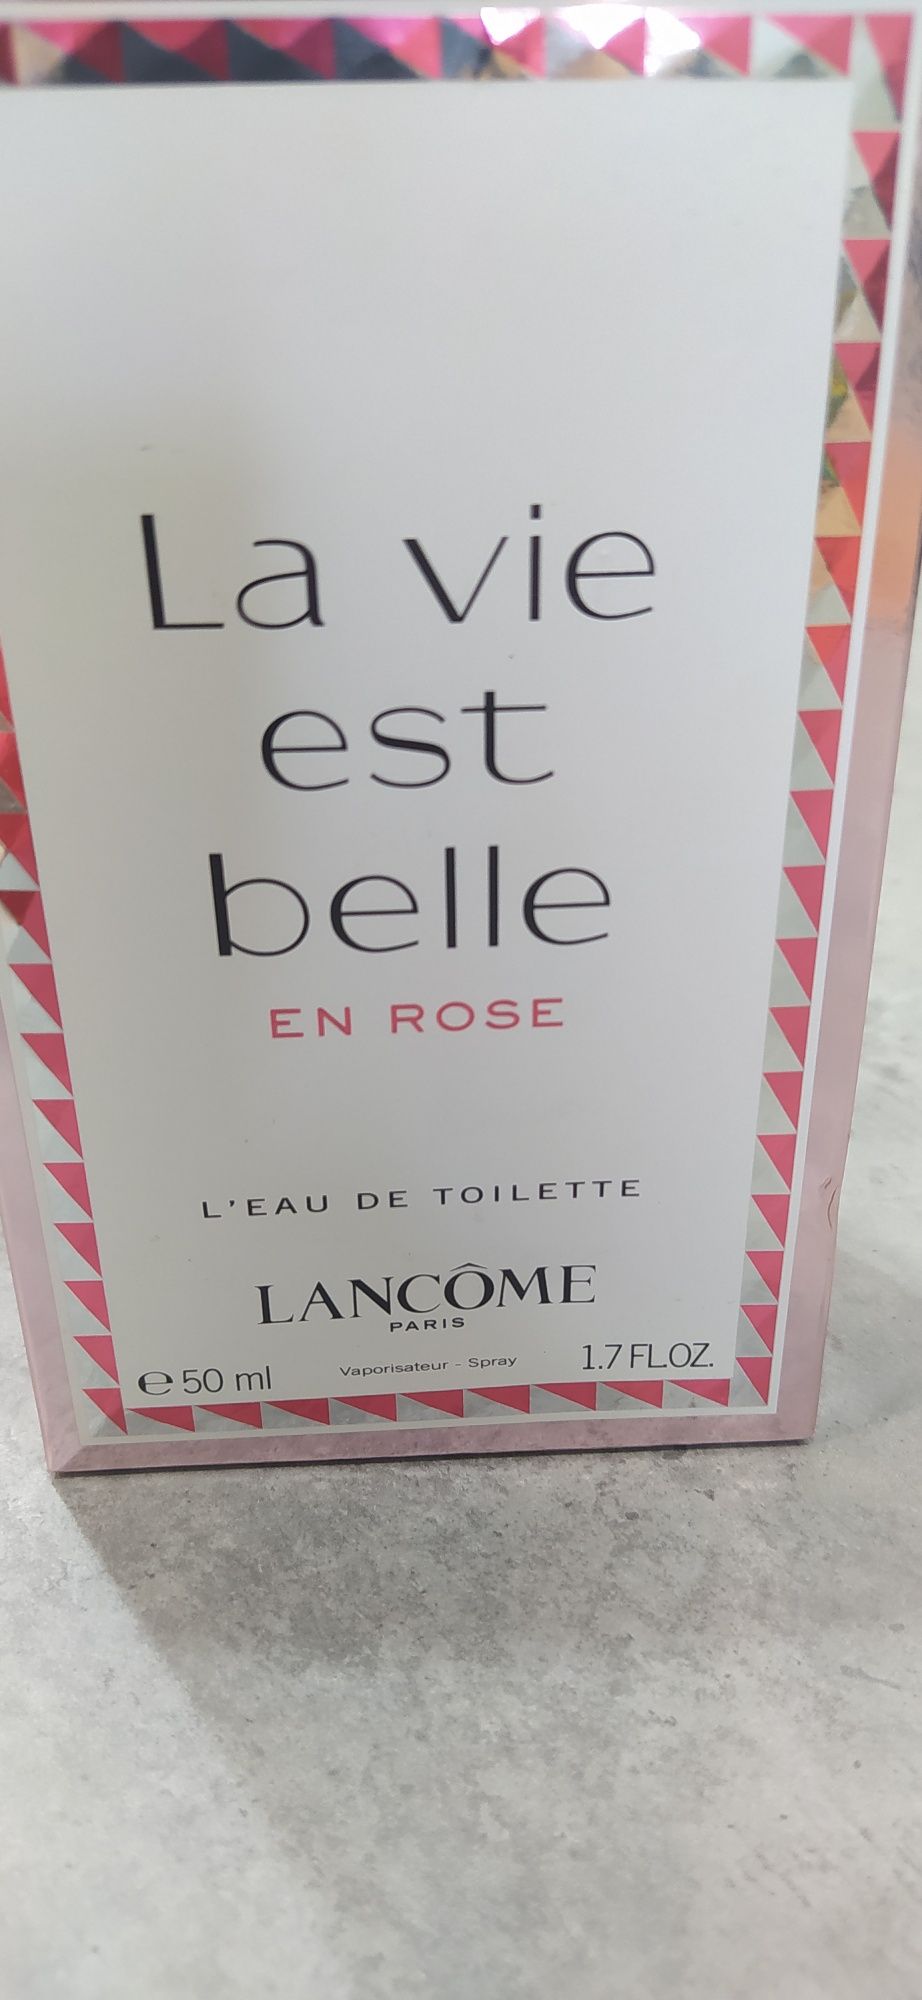 La vie
est
belle
EN ROSE
L'EAU DE TOILETTE
LANCÔME
PARIS
℮ 50 ml Vaporisateur - Spray 1.7 FL.OZ.